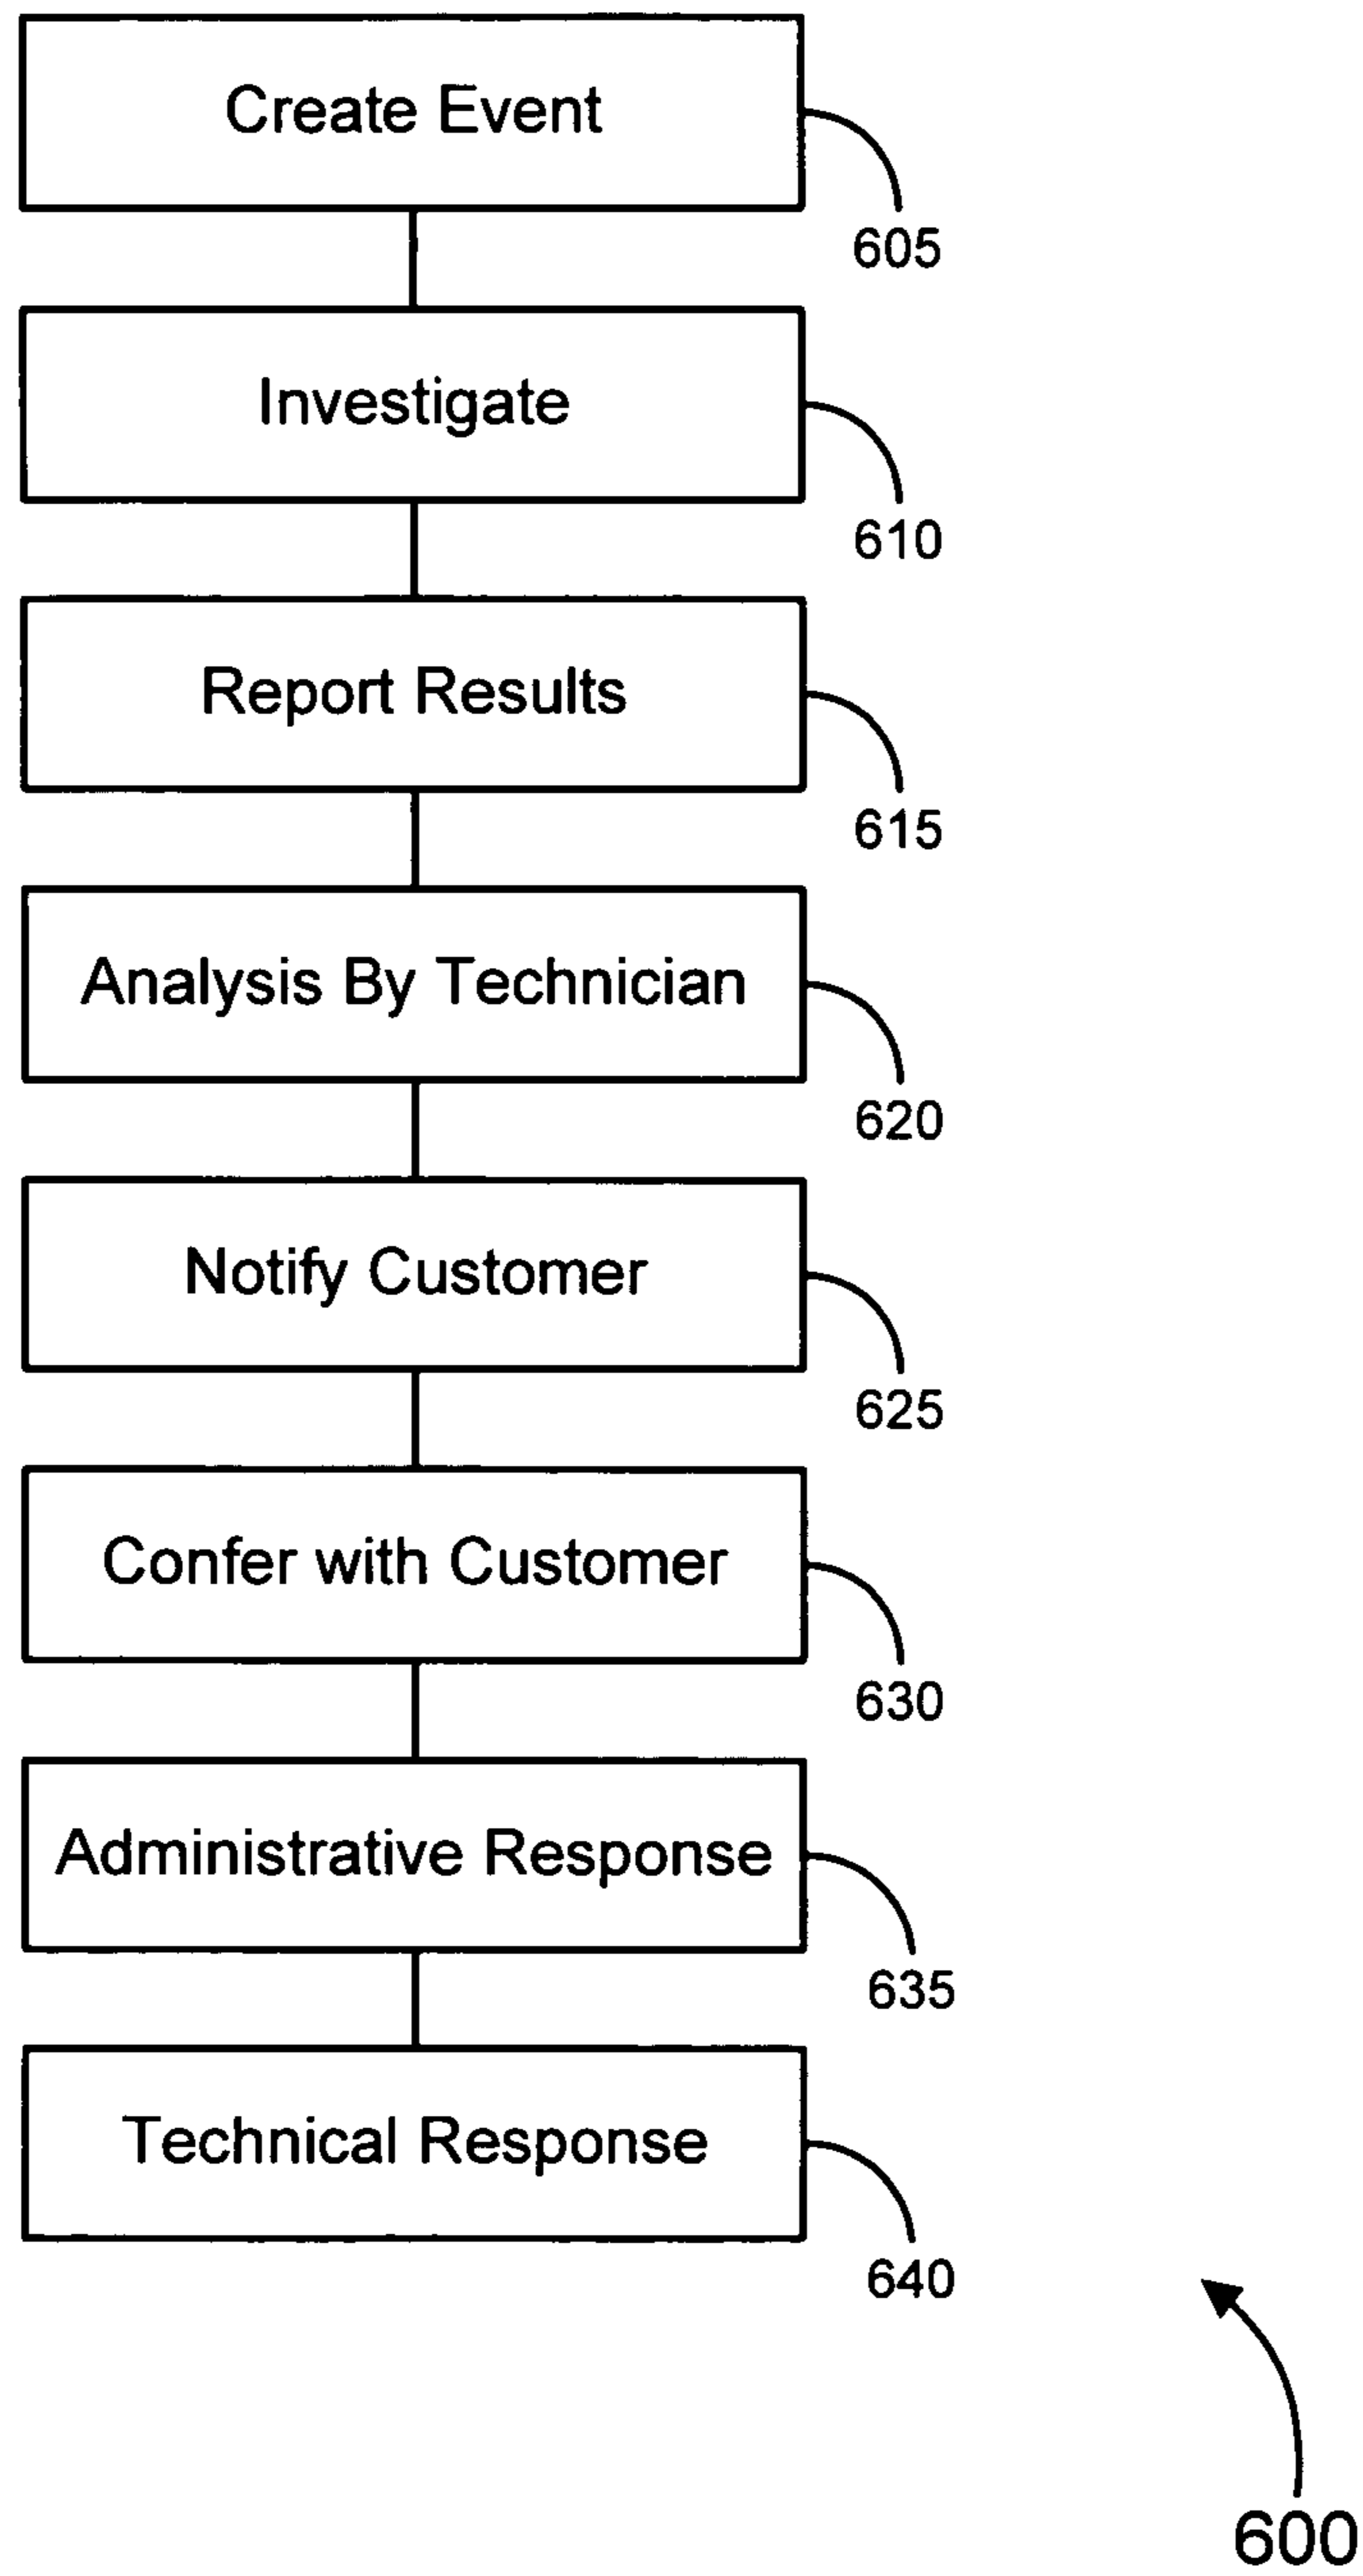 Create Event
605
Investigate
610
Report Results
615
Analysis By Technician
620
Notify Customer
625
Confer with Customer
630
Administrative Response
635
Technical Response
640
600